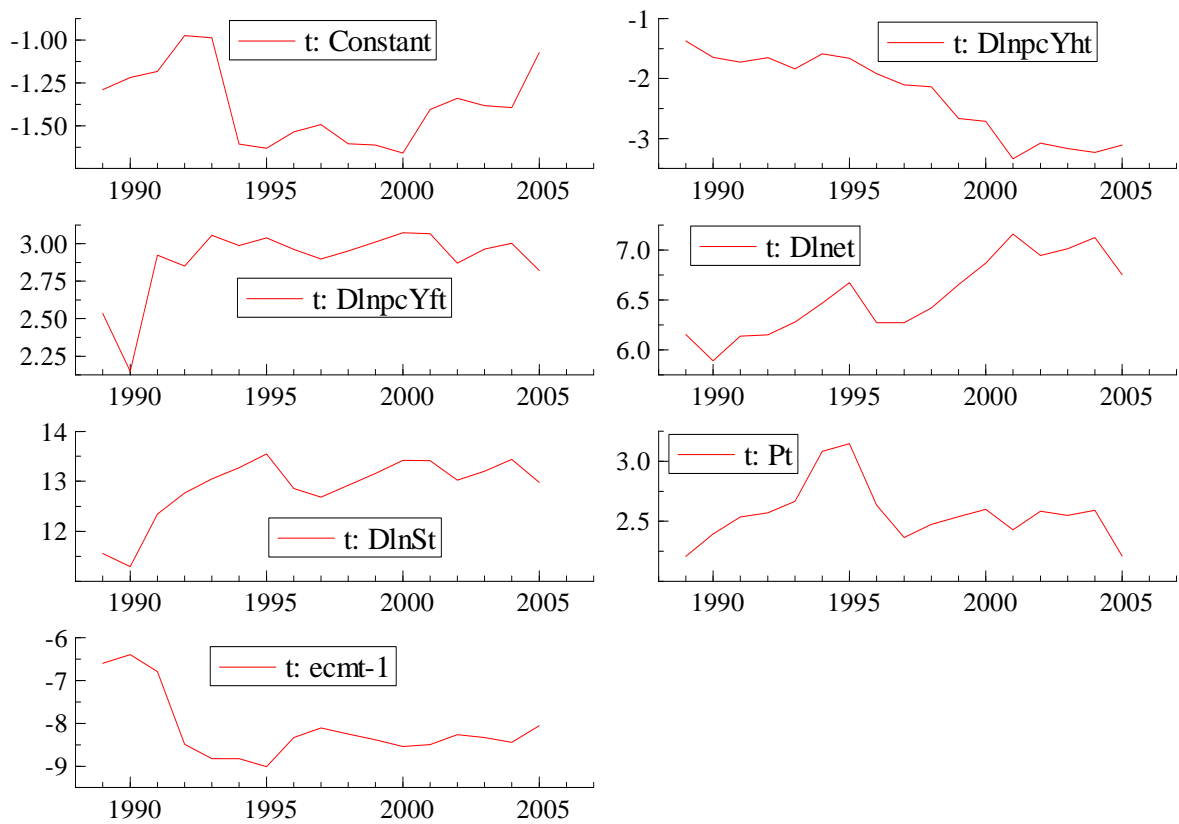 t: Constant
-1.00
-1.25
-1.50
1990 1995 2000 2005
t: DlnpcYht
-1
-2
-3
1990 1995 2000 2005
t: DlnpcYft
3.00
2.75
2.50
2.25
1990 1995 2000 2005
t: Dlnet
7.0
6.5
6.0
1990 1995 2000 2005
t: DlnSt
14
13
12
1990 1995 2000 2005
t: Pt
3.0
2.5
1990 1995 2000 2005
t: ecmt-1
-6
-7
-8
-9
1990 1995 2000 2005